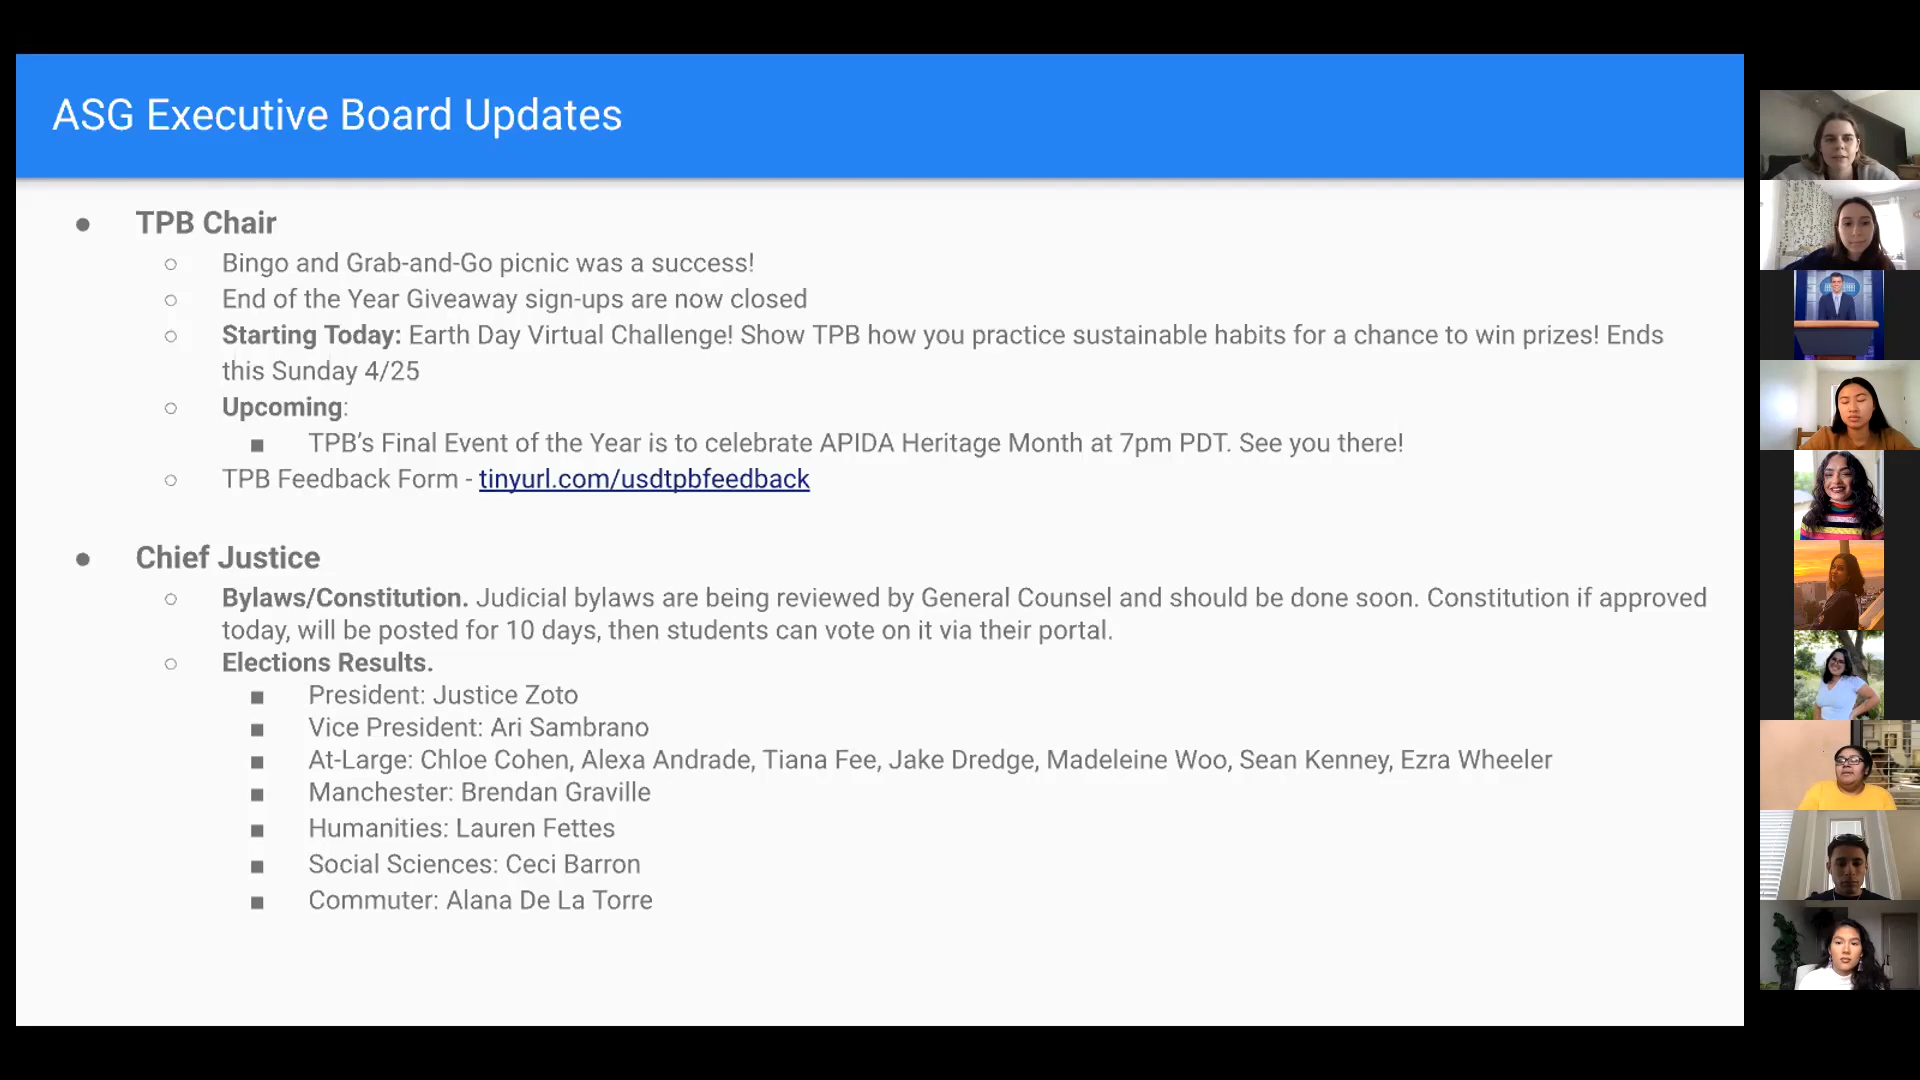 ASG Executive Board Updates
● TPB Chair
○ Bingo and Grab-and-Go picnic was a success!
○ End of the Year Giveaway sign-ups are now closed
○ Starting Today: Earth Day Virtual Challenge! Show TPB how you practice sustainable habits for a chance to win prizes! Ends
this Sunday 4/25
○ Upcoming:
■ TPB’s Final Event of the Year is to celebrate APIDA Heritage Month at 7pm PDT. See you there!
○ TPB Feedback Form - tinyurl.com/usdtpbfeedback
● Chief Justice
○ Bylaws/Constitution. Judicial bylaws are being reviewed by General Counsel and should be done soon. Constitution if approved
today, will be posted for 10 days, then students can vote on it via their portal.
○ Elections Results.
■ President: Justice Zoto
■ Vice President: Ari Sambrano
■ At-Large: Chloe Cohen, Alexa Andrade, Tiana Fee, Jake Dredge, Madeleine Woo, Sean Kenney, Ezra Wheeler
■ Manchester: Brendan Graville
■ Humanities: Lauren Fettes
■ Social Sciences: Ceci Barron
■ Commuter: Alana De La Torre